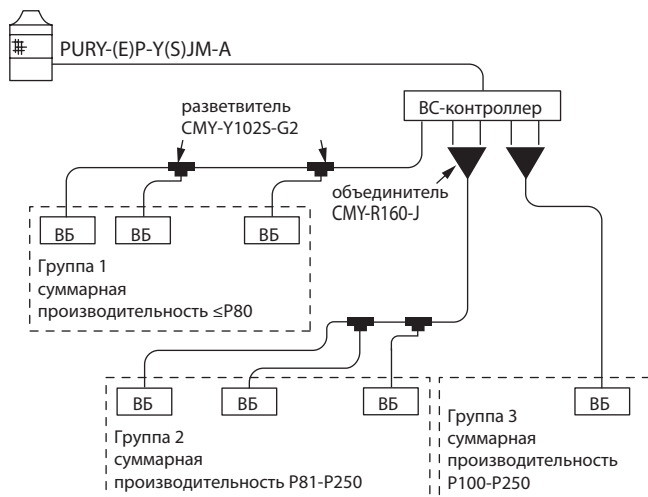 PURY-(E)P-Y(S)JM-A
BC-контроллер
разветвитель
CMY-Y102S-G2
объединитель
CMY-R160-J
ВБ
ВБ
ВБ
Группа 1
суммарная
производительность ≤P80
ВБ
ВБ
ВБ
ВБ
Группа 2
суммарная
производительность P81-P250
Группа 3
суммарная
производительность
P100-P250